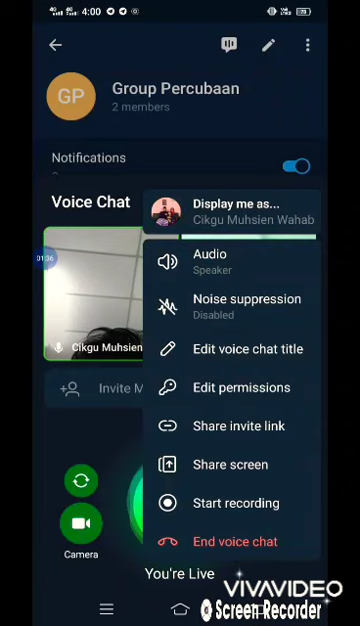 4:00
Group Percubaan
GP
2 members
Notifications
Voice Chat
Display me as...
Cikgu Muhsien Wahab
01:36
Audio
Speaker
Noise suppression
Disabled
Cikgu Muhsien
Edit voice chat title
Invite M
Edit permissions
Share invite link
Share screen
Start recording
End voice chat
Camera
You're Live
VIVAVIDEO
Screen Recorder